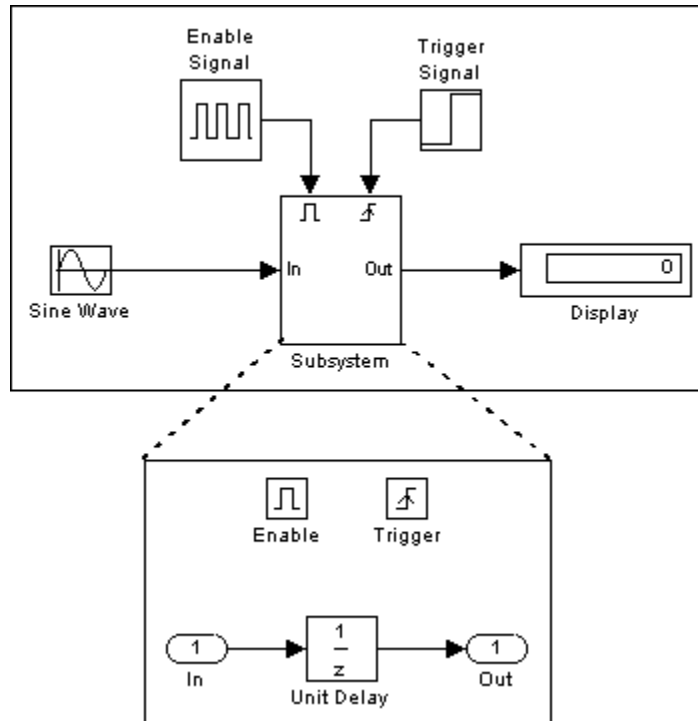 Enable
Signal
Trigger
Signal
In
Out
0
Sine Wave
Display
Subsystem
Enable
Trigger
1
1
z
1
In
Unit Delay
Out